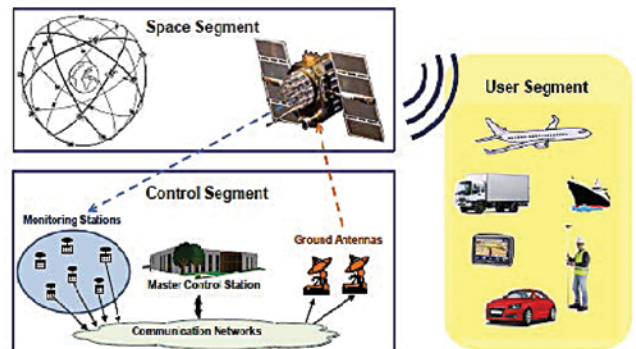 Space Segment
User Segment
Control Segment
Monitoring Stations
Ground Antennas
Master Control Station
Communication Networks